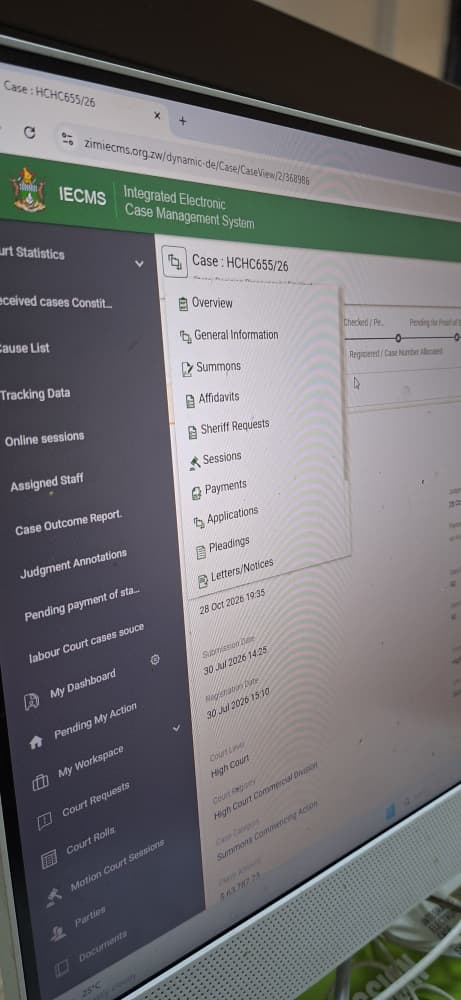 Case : HCHC655/26
zimiecms.org.zw/dynamic-de/Case/CaseView/2/368986
IECMS
Integrated Electronic
Case Management System
urt Statistics
eceived cases Constit...
ause List
Tracking Data
Online sessions
Assigned Staff
Case Outcome Report.
Judgment Annotations
Pending payment of sta...
labour Court cases souce
My Dashboard
Pending My Action
My Workspace
Court Requests
Court Rolls
Motion Court Sessions
Parties
Documents
25°C
Case : HCHC655/26
Overview
General Information
Summons
Affidavits
Sheriff Requests
Sessions
Payments
Applications
Pleadings
Letters/Notices
Checked / Pe..
Pending the Proof of S
Registered / Case Number Allocated
28 Oct 2026 19:35
Submission Date
30 Jul 2026 14:25
Registration Date
30 Jul 2026 15:10
Court Level
High Court
Court Registry
High Court Commercial Division
Case Category
Summons Commencing Action
$ 63,787.73